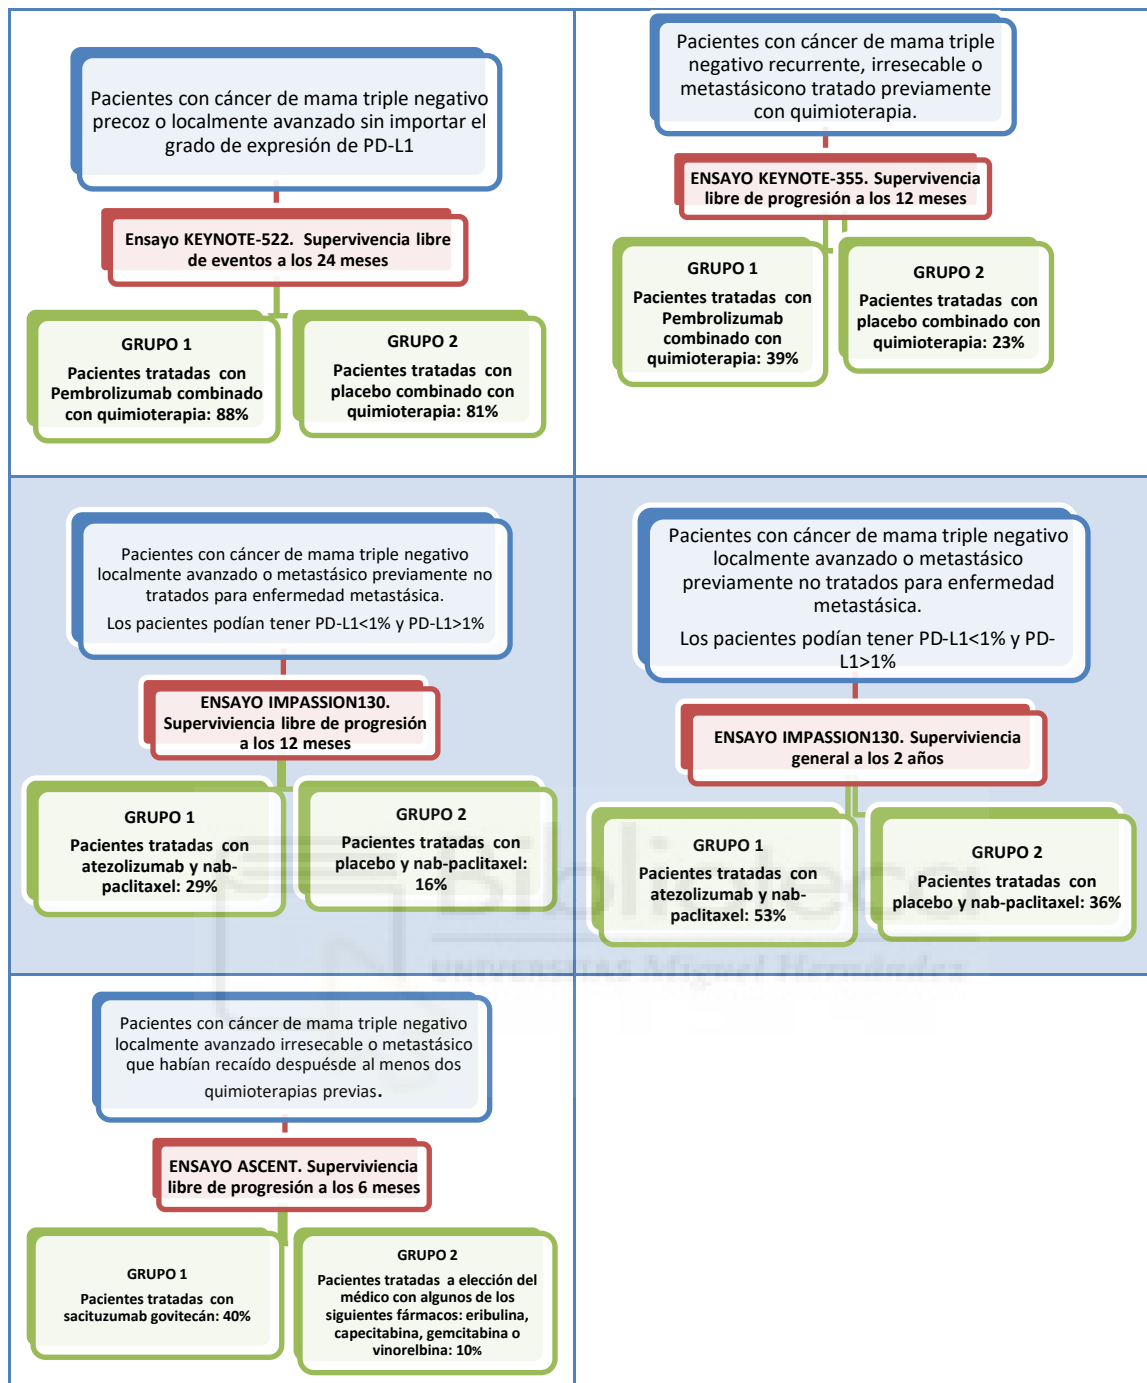 Pacientes con cáncer de mama triple negativo
precoz o localmente avanzado sin importar el
grado de expresión de PD-L1
Ensayo KEYNOTE-522. Supervivencia libre
de eventos a los 24 meses
GRUPO 1
Pacientes tratadas con
Pembrolizumab combinado
con quimioterapia: 88%
GRUPO 2
Pacientes tratadas con
placebo combinado con
quimioterapia: 81%
Pacientes con cáncer de mama triple
negativo recurrente, irresecable o
metastásicono tratado previamente
con quimioterapia.
ENSAYO KEYNOTE-355. Supervivencia
libre de progresión a los 12 meses
GRUPO 1
Pacientes tratadas con
Pembrolizumab
combinado con
quimioterapia: 39%
GRUPO 2
Pacientes tratadas con
placebo combinado con
quimioterapia: 23%
Pacientes con cáncer de mama triple negativo
localmente avanzado o metastásico previamente no
tratados para enfermedad metastásica.
Los pacientes podían tener PD-L1<1% y PD-L1>1%
ENSAYO IMPASSION130.
Superviviencia libre de progresión
a los 12 meses
GRUPO 1
Pacientes tratadas con
atezolizumab y nab-
paclitaxel: 29%
GRUPO 2
Pacientes tratadas con
placebo y nab-paclitaxel:
16%
Pacientes con cáncer de mama triple negativo
localmente avanzado o metastásico
previamente no tratados para enfermedad
metastásica.
Los pacientes podían tener PD-L1<1% y PD-
L1>1%
ENSAYO IMPASSION130. Superviviencia
general a los 2 años
GRUPO 1
Pacientes tratadas con
atezolizumab y nab-
paclitaxel: 53%
GRUPO 2
Pacientes tratadas con
placebo y nab-paclitaxel: 36%
Biblioteca
UNIVERSITAS Miguel Hernández
Pacientes con cáncer de mama triple negativo
localmente avanzado irresecable o metastásico
que habían recaído despuésde al menos dos
quimioterapias previas.
ENSAYO ASCENT. Superviviencia
libre de progresión a los 6 meses
GRUPO 1
Pacientes tratadas con
sacituzumab govitecán: 40%
GRUPO 2
Pacientes tratadas a elección del
médico con algunos de los
siguientes fármacos: eribulina,
capecitabina, gemcitabina o
vinorelbina: 10%